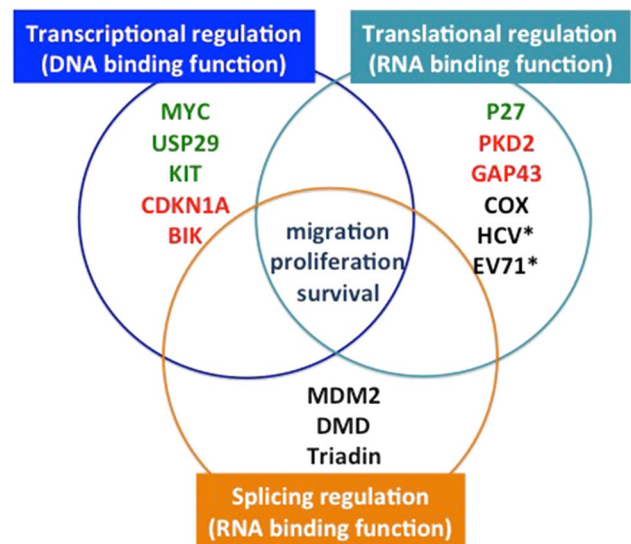 Transcriptional regulation
(DNA binding function)
Translational regulation
(RNA binding function)
MYC
USP29
KIT
CDKN1A
BIK
P27
PKD2
GAP43
COX
HCV*
EV71*
migration
proliferation
survival
MDM2
DMD
Triadin
Splicing regulation
(RNA binding function)